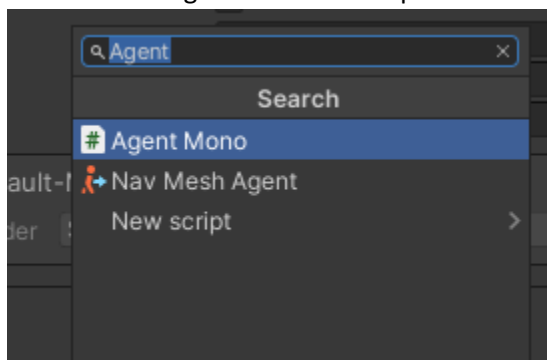 Agent
Search
Agent Mono
Nav Mesh Agent
New script